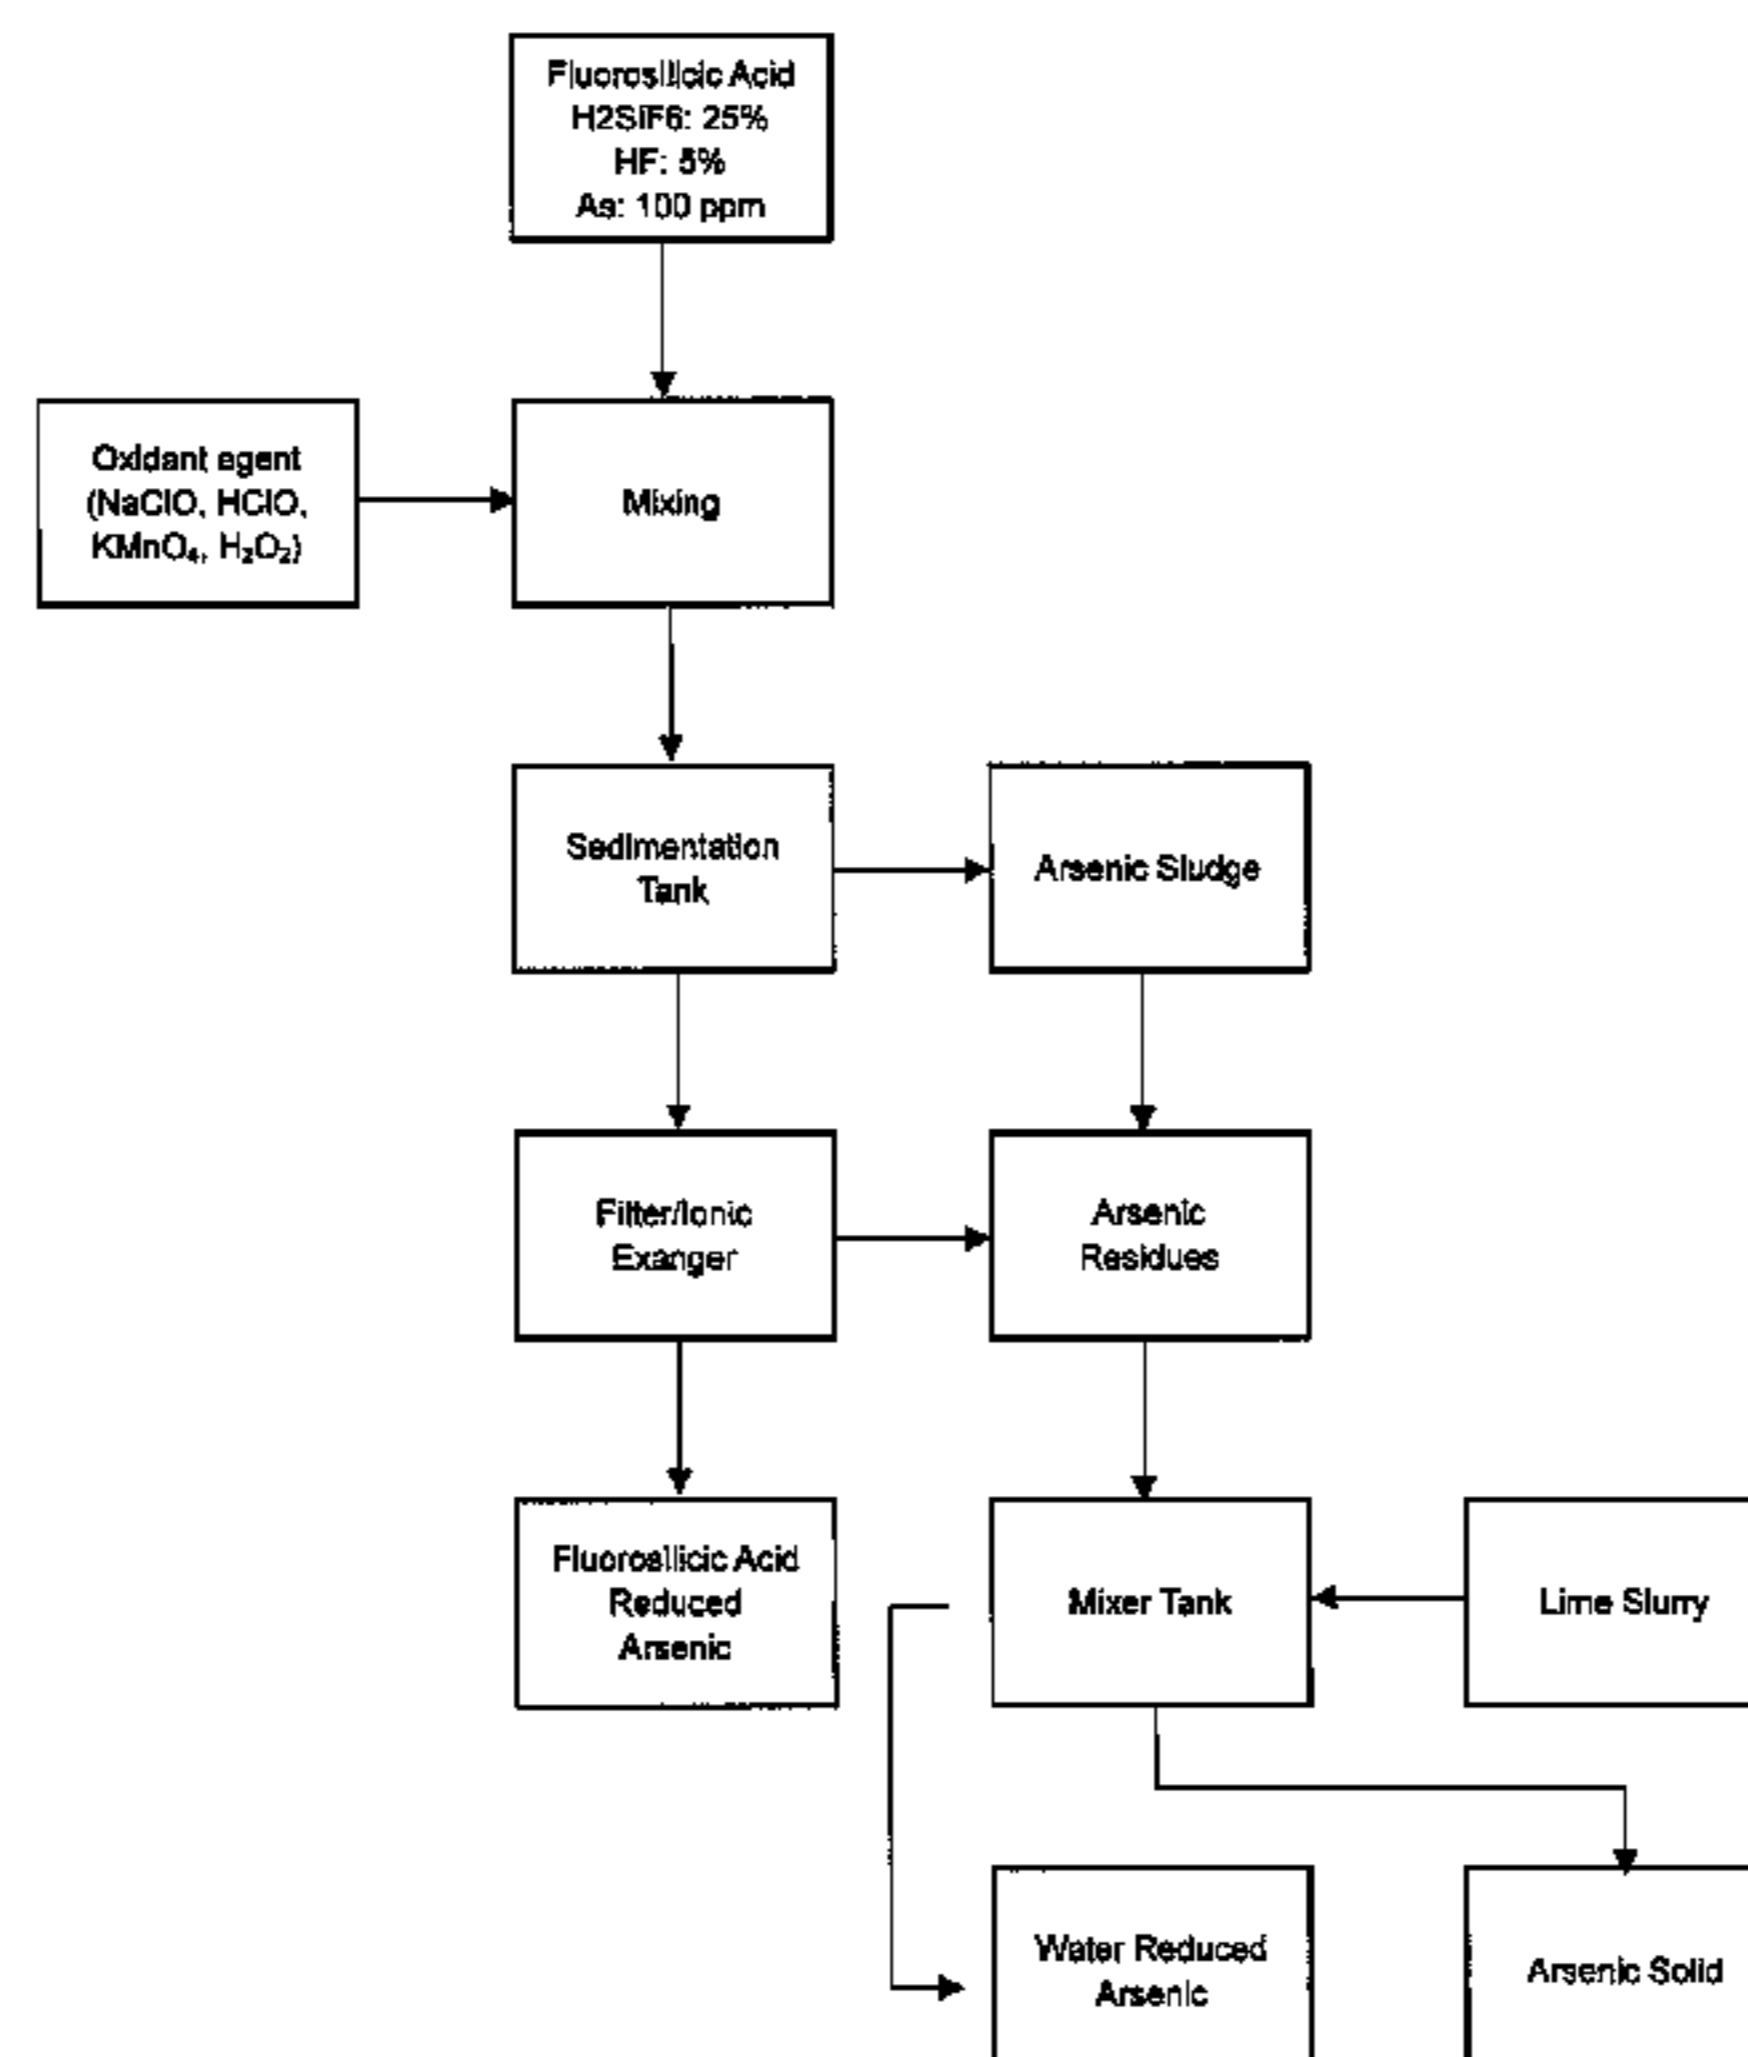 Fluorosilicic Acid
H2SiF6: 25%
HF: 5%
As: 100 ppm
Oxidant agent
(NaClO, HClO,
KMnO₄, H₂O₂)
Mixing
Sedimentation
Tank
Arsenic Sludge
Filter/Ionic
Exanger
Arsenic
Residues
Fluorosilicic Acid
Reduced
Arsenic
Mixer Tank
Lime Slurry
Water Reduced
Arsenic
Arsenic Solid